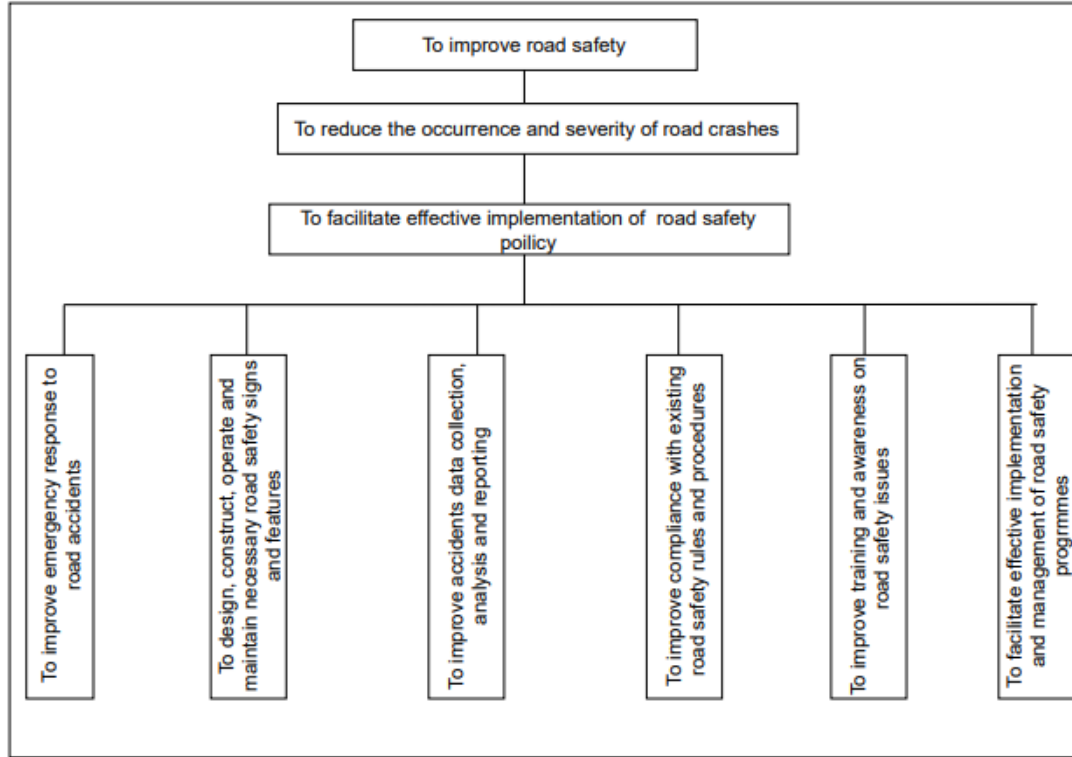 To improve road safety
To reduce the occurrence and severity of road crashes
To facilitate effective implementation of road safety
poilicy
To improve emergency response to
road accidents
To design, construct, operate and
maintain necessary road safety signs
and features
To improve accidents data collection,
analysis and reporting
To improve compliance with existing
road safety rules and procedures
To improve training and awareness on
road safety issues
To facilitate effective implementation
and management of road safety
progrmmes